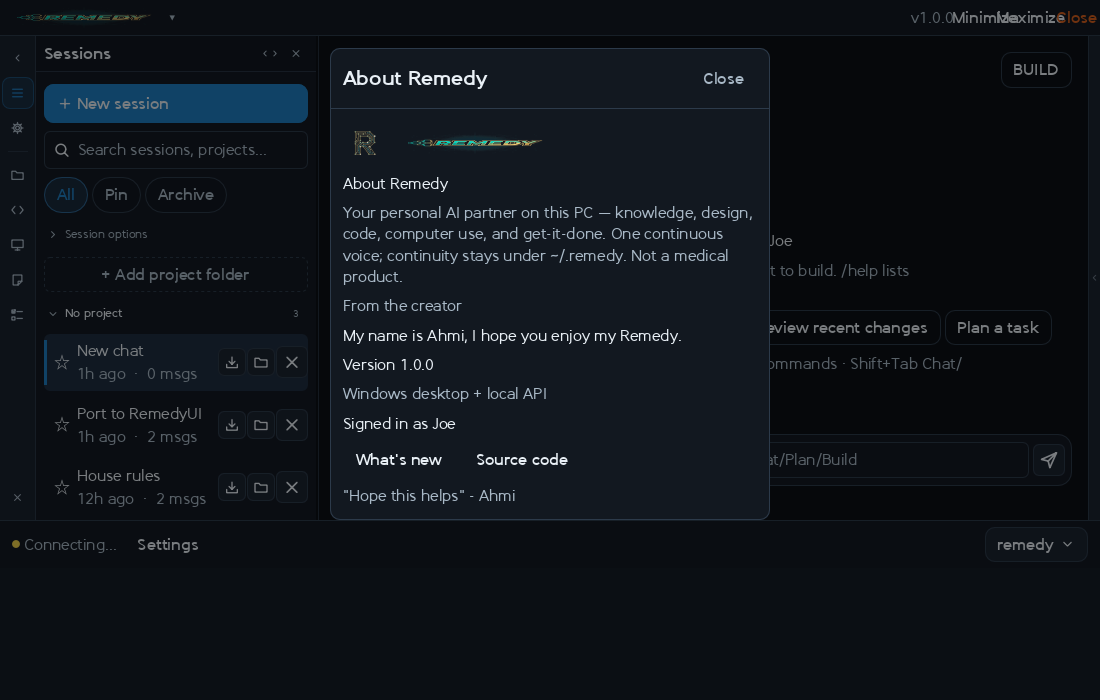 REMEDY
v1.0.0
Minimize
Maximize
Close
Sessions
+ New session
Search sessions, projects...
All
Pin
Archive
Session options
+ Add project folder
No project
3
New chat
1h ago · 0 msgs
Port to RemedyUI
1h ago · 2 msgs
House rules
12h ago · 2 msgs
About Remedy
Close
R
REMEDY
About Remedy
Your personal AI partner on this PC — knowledge, design,
code, computer use, and get-it-done. One continuous
voice; continuity stays under ~/.remedy. Not a medical
product.
From the creator
My name is Ahmi, I hope you enjoy my Remedy.
Version 1.0.0
Windows desktop + local API
Signed in as Joe
What's new
Source code
"Hope this helps" - Ahmi
BUILD
Joe
t to build. /help lists
eview recent changes
Plan a task
ommands · Shift+Tab Chat/
at/Plan/Build
Connecting...
Settings
remedy